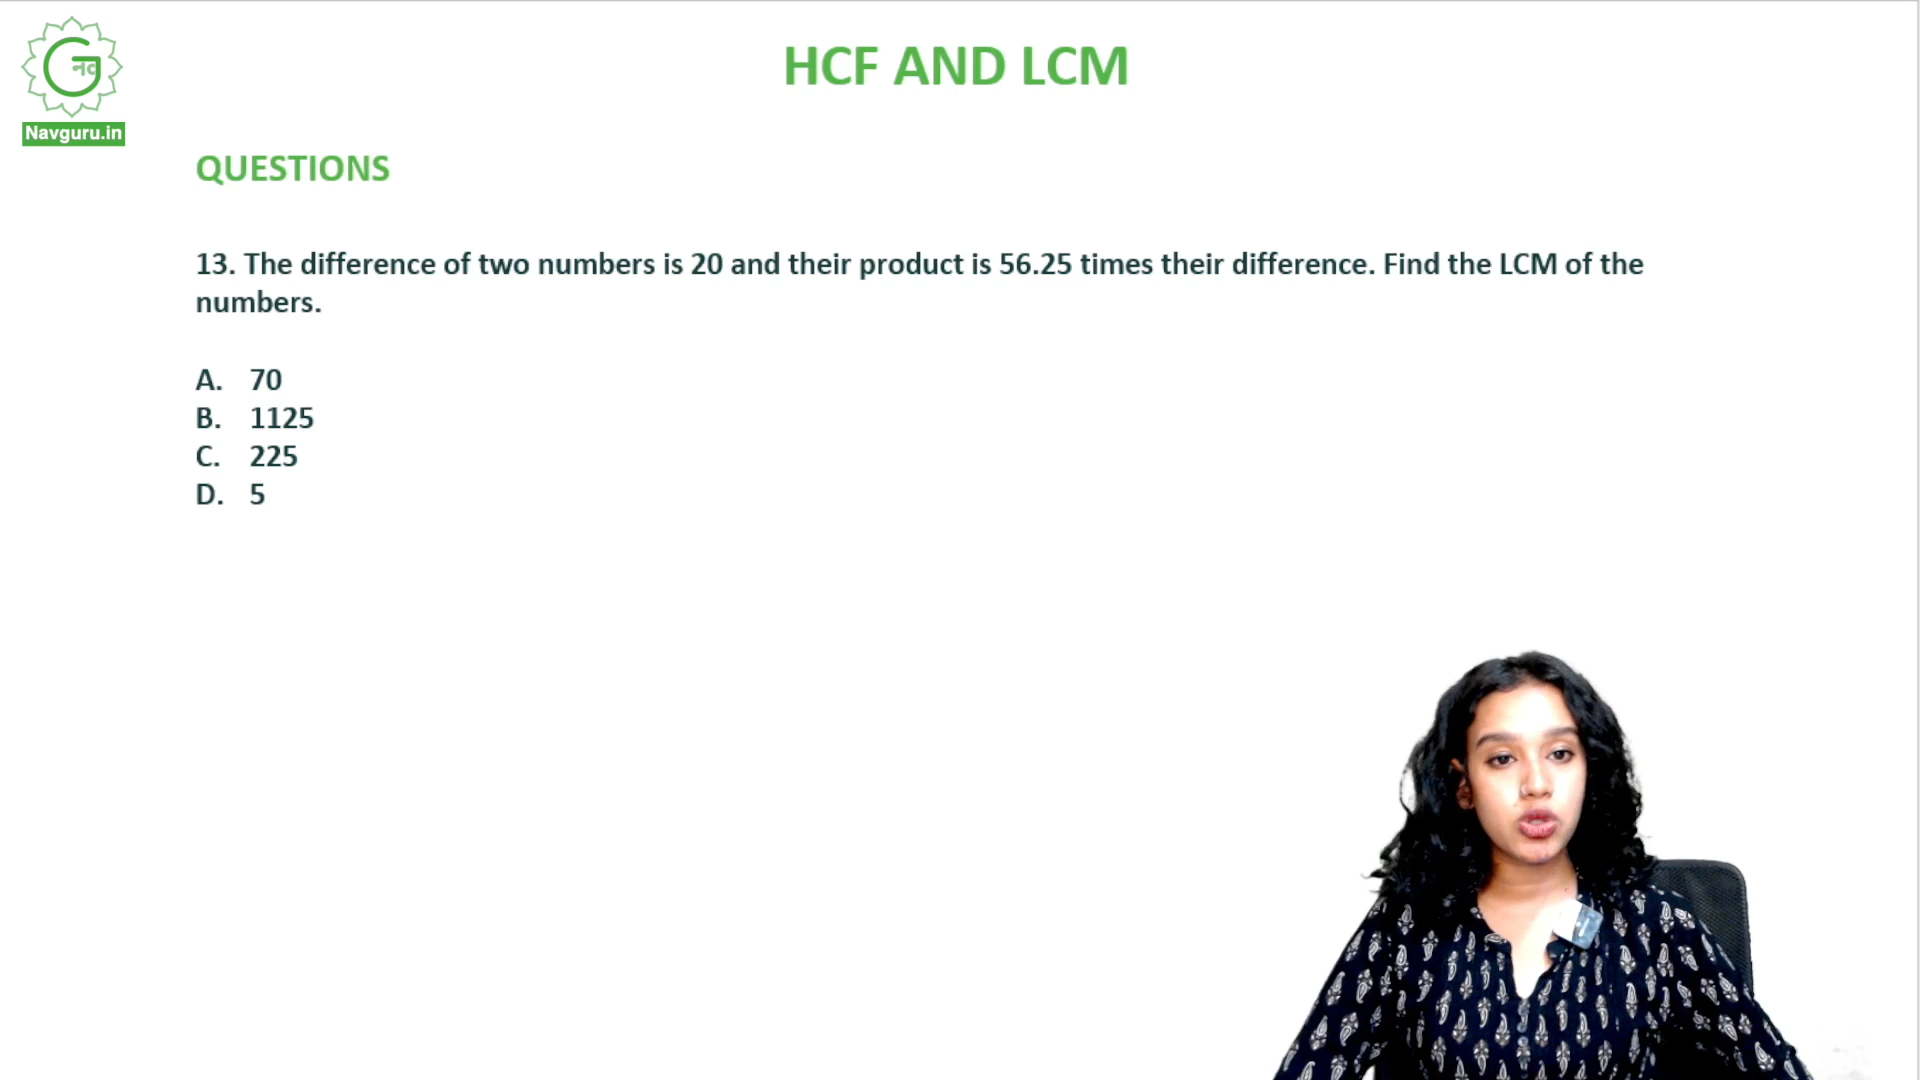 नव
Navguru.in
HCF AND LCM
QUESTIONS
13. The difference of two numbers is 20 and their product is 56.25 times their difference. Find the LCM of the
numbers.
A. 70
B. 1125
C. 225
D. 5